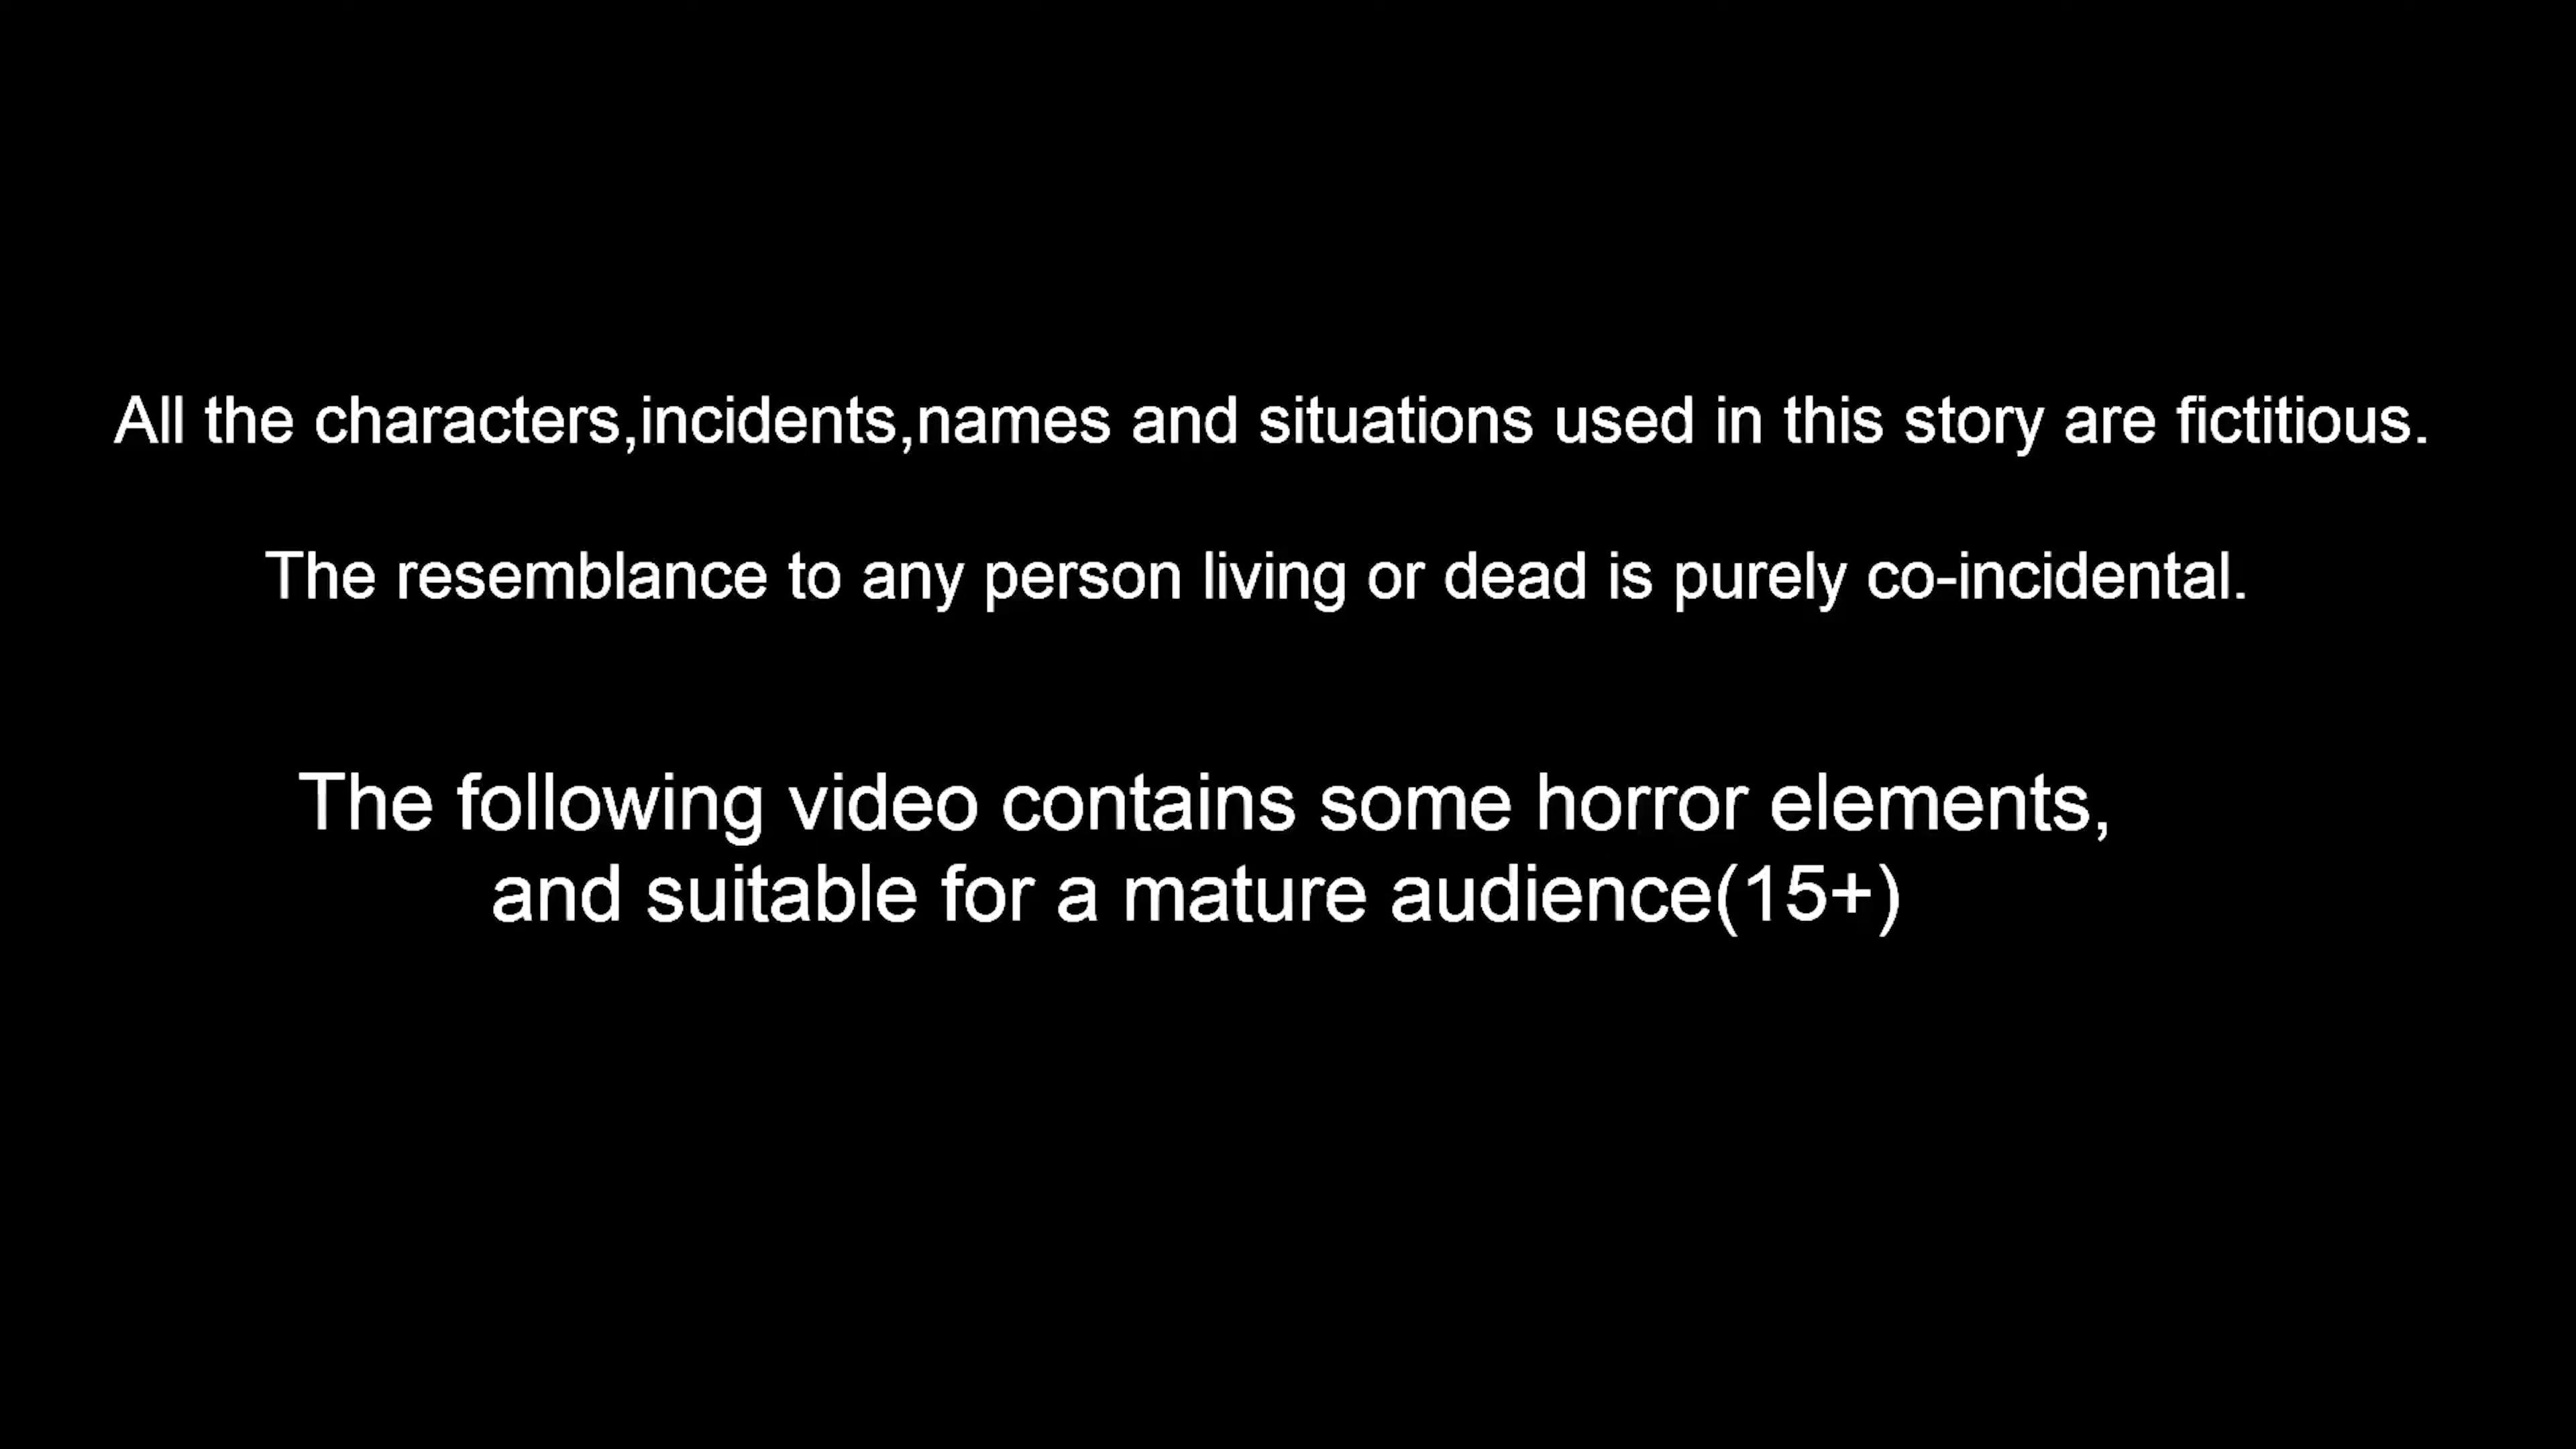 All the characters,incidents,names and situations used in this story are fictitious.
The resemblance to any person living or dead is purely co-incidental.
The following video contains some horror elements,
and suitable for a mature audience(15+)